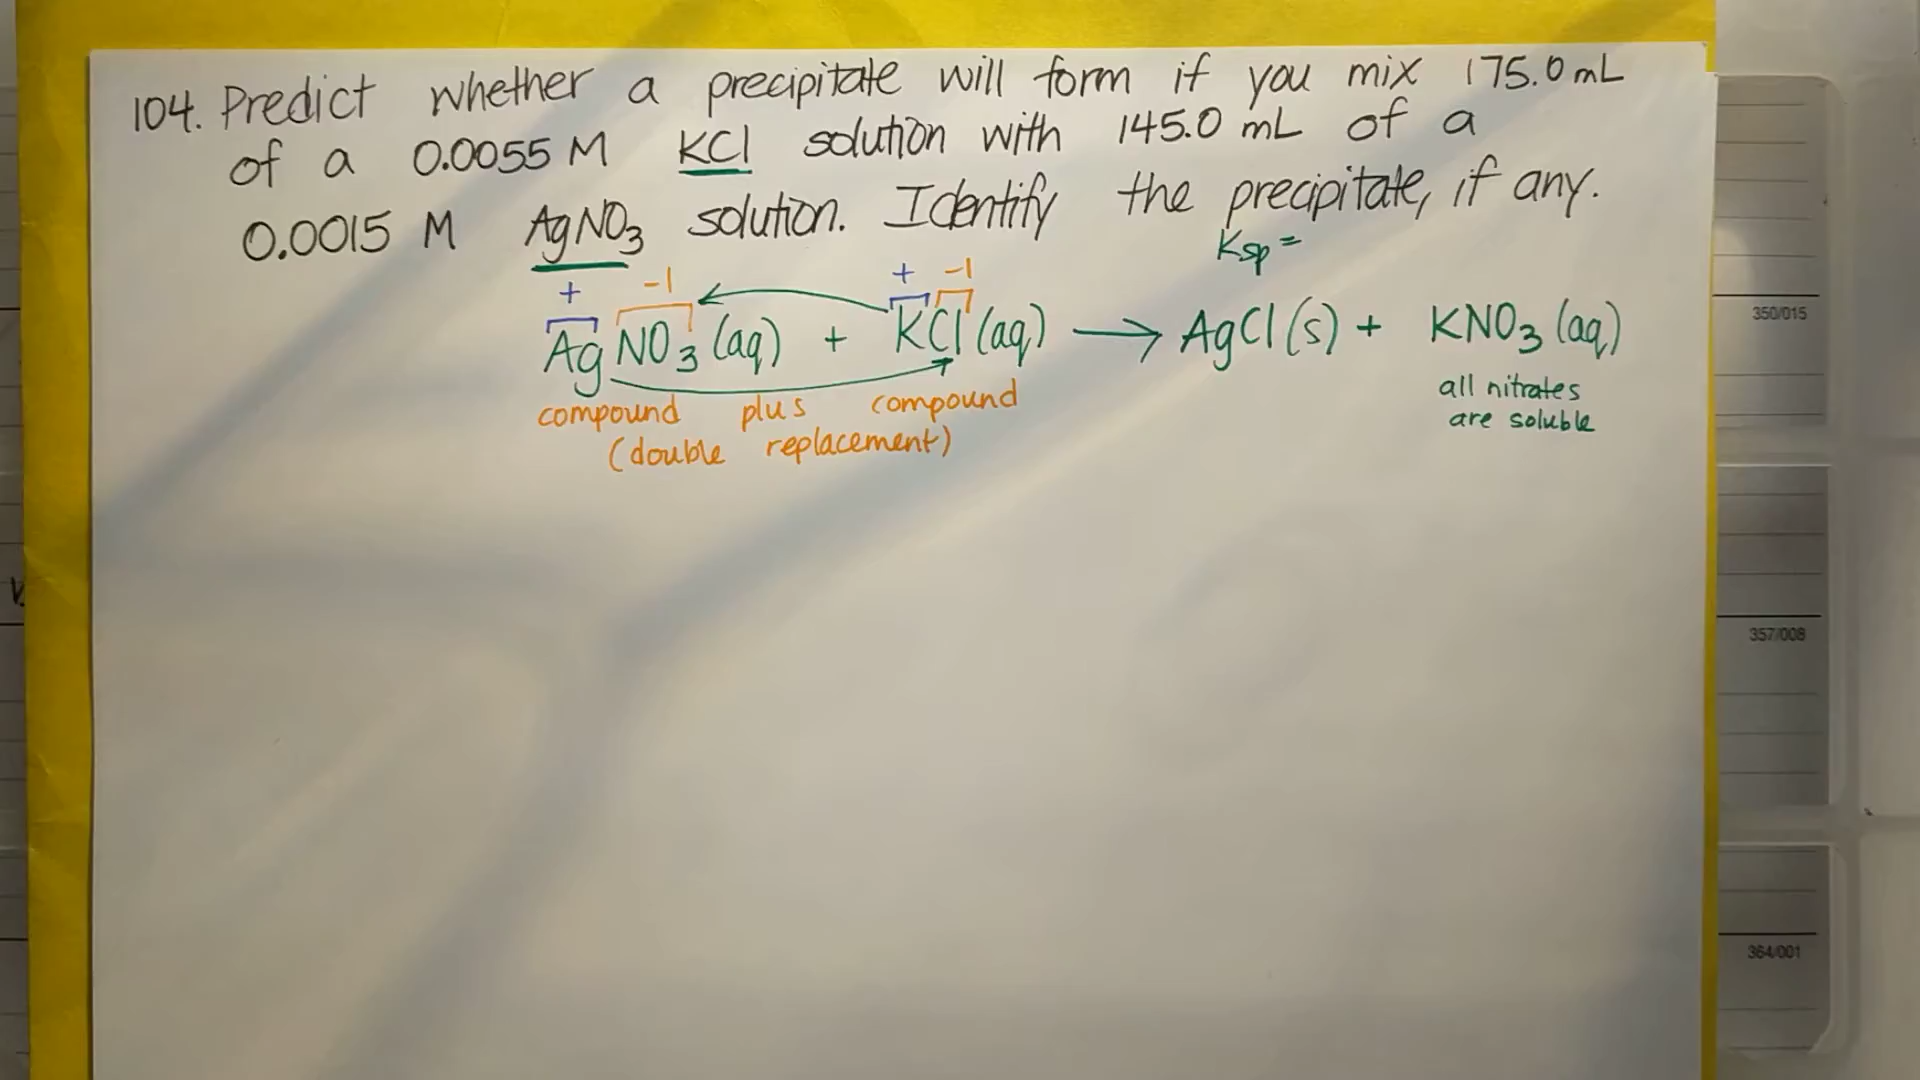 104. Predict whether a precipitate will form if you mix 175.0 mL
of a 0.0055 M KCl solution with 145.0 mL of a
0.0015 M AgNO3 solution. Identify the precipitate, if any.
Ksp =
+ -1 + -1
AgNO3 (aq) + KCl (aq) → AgCl (s) + KNO3 (aq)
compound plus compound
(double replacement)
all nitrates
are soluble
350/015
357/008
364/001